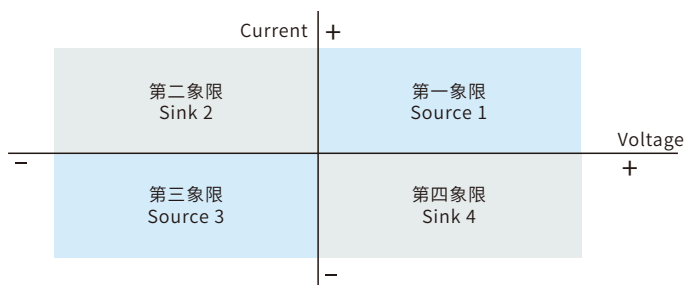 Current +
第二象限
Sink 2
第一象限
Source 1
Voltage
− +
第三象限
Source 3
第四象限
Sink 4
−